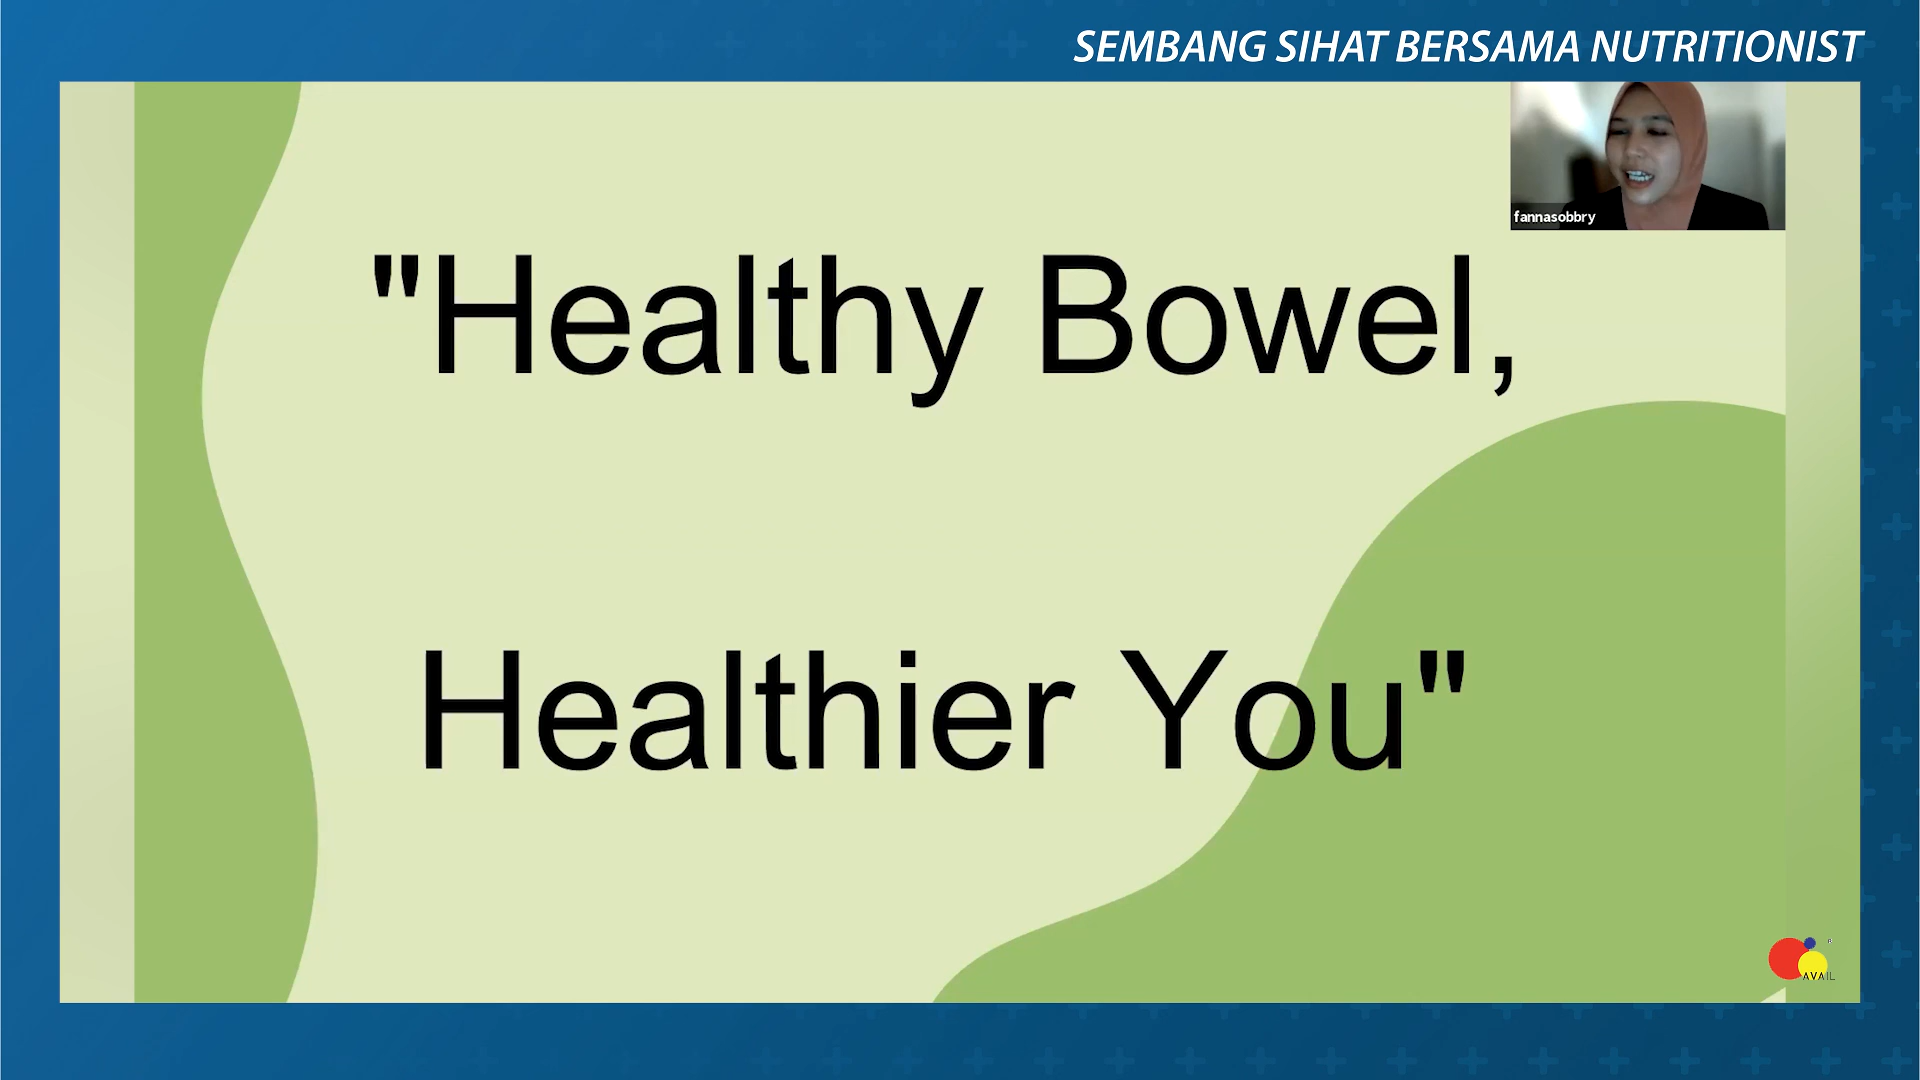 SEMBANG SIHAT BERSAMA NUTRITIONIST
fannasobbry
"Healthy Bowel,
Healthier You"
AVAIL